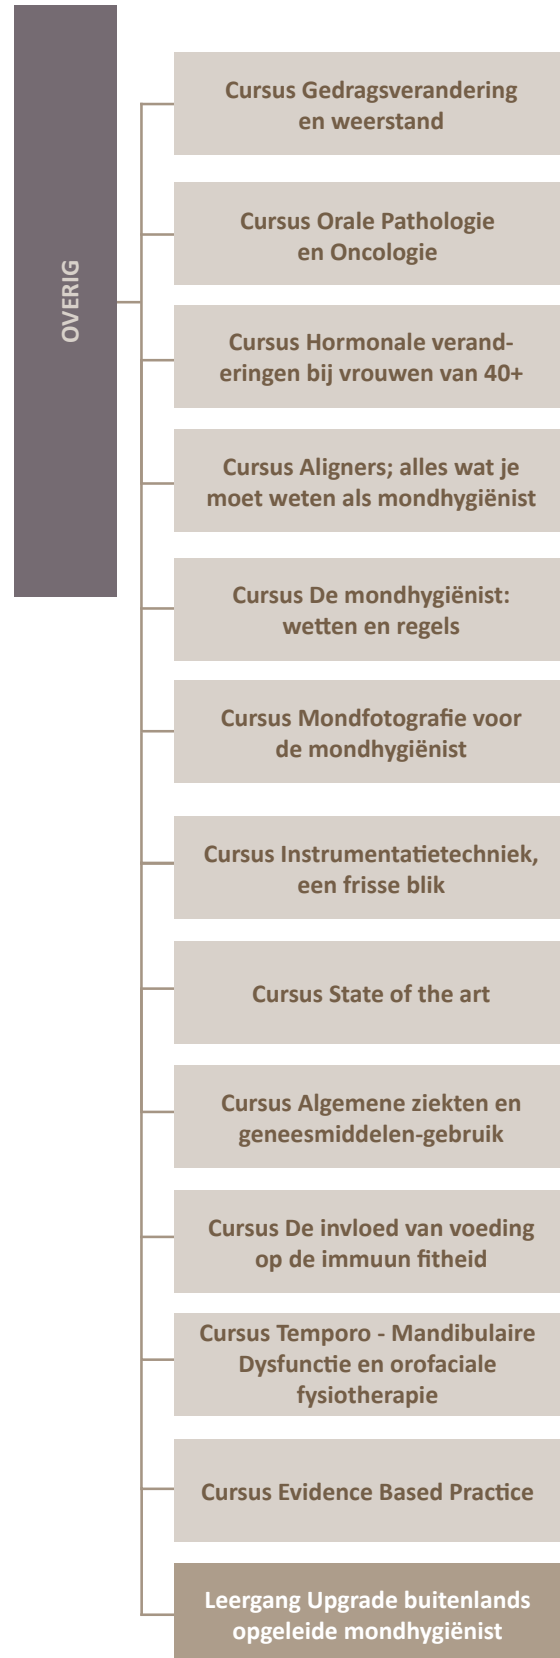 OVERIG
Cursus Gedragsverandering
en weerstand
Cursus Orale Pathologie
en Oncologie
Cursus Hormonale verand-
eringen bij vrouwen van 40+
Cursus Aligners; alles wat je
moet weten als mondhygiënist
Cursus De mondhygiënist:
wetten en regels
Cursus Mondfotografie voor
de mondhygiënist
Cursus Instrumentatietechniek,
een frisse blik
Cursus State of the art
Cursus Algemene ziekten en
geneesmiddelen-gebruik
Cursus De invloed van voeding
op de immuun fitheid
Cursus Temporo - Mandibulaire
Dysfunctie en orofaciale
fysiotherapie
Cursus Evidence Based Practice
Leergang Upgrade buitenlands
opgeleide mondhygiënist